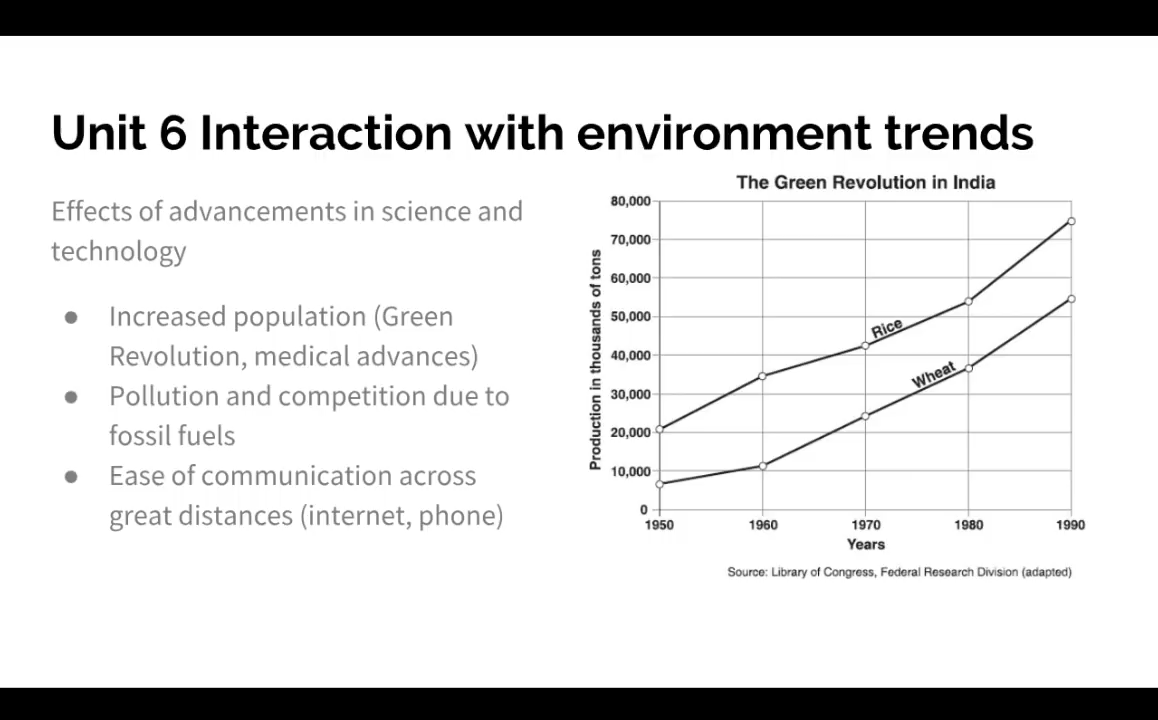 Unit 6 Interaction with environment trends
Effects of advancements in science and
technology
● Increased population (Green
Revolution, medical advances)
● Pollution and competition due to
fossil fuels
● Ease of communication across
great distances (internet, phone)
The Green Revolution in India
Production in thousands of tons
80,000
70,000
60,000
50,000
40,000
30,000
20,000
10,000
0
Rice
Wheat
1950 1960 1970 1980 1990
Years
Source: Library of Congress, Federal Research Division (adapted)